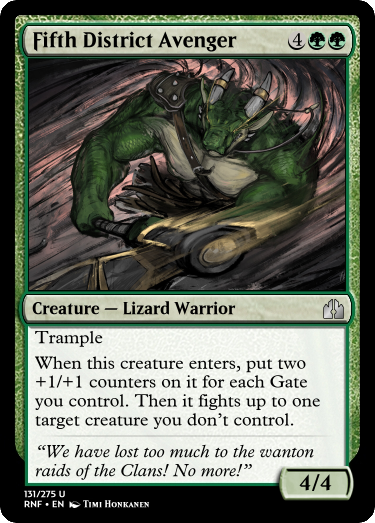 Fifth District Avenger 4
Creature — Lizard Warrior
Trample
When this creature enters, put two
+1/+1 counters on it for each Gate
you control. Then it fights up to one
target creature you don't control.
“We have lost too much to the wanton
raids of the Clans! No more!”
4/4
131/275 U
RNF • EN Timi Honkanen